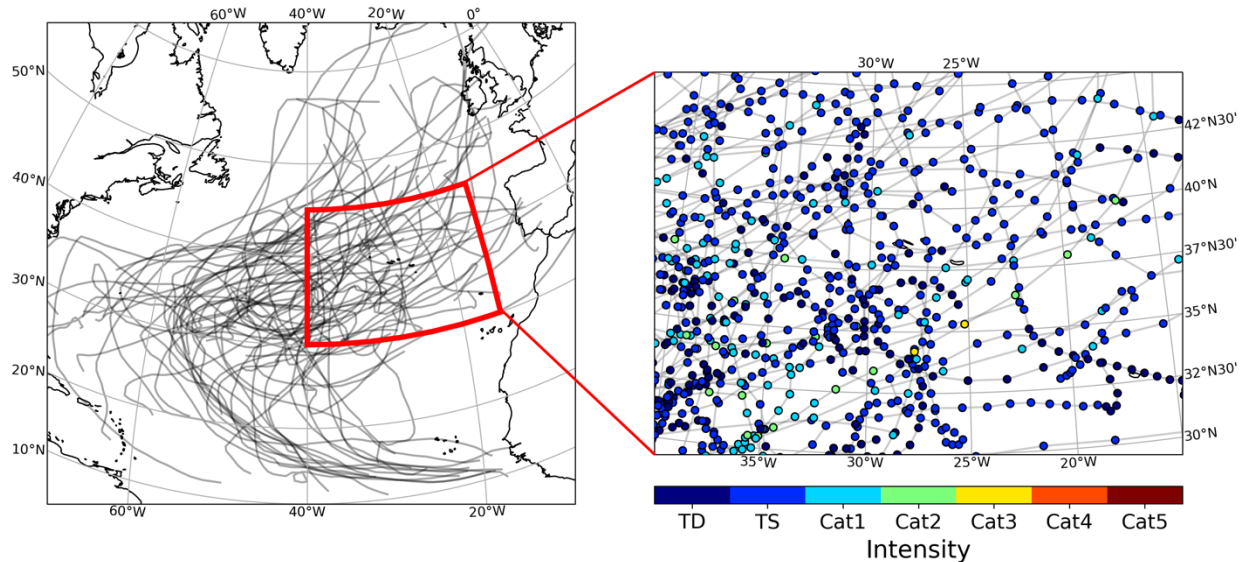 60°W 40°W 20°W 0°
50°N
40°N
30°N
20°N
10°N
60°W 40°W 20°W
30°W 25°W
42°N30'
40°N
37°N30'
35°N
32°N30'
30°N
35°W 30°W 25°W 20°W
TD TS Cat1 Cat2 Cat3 Cat4 Cat5
Intensity